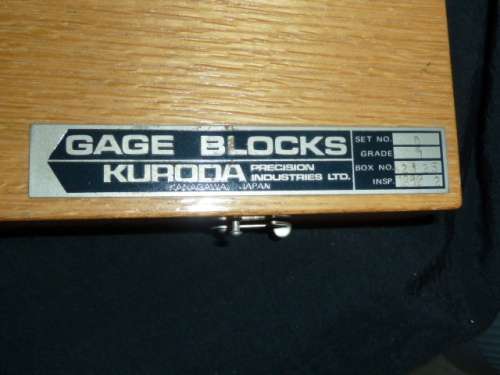 GAGE BLOCKS
KURODA PRECISION INDUSTRIES LTD.
KANAGAWA, JAPAN
SET NO.
GRADE
BOX NO.
INSP.